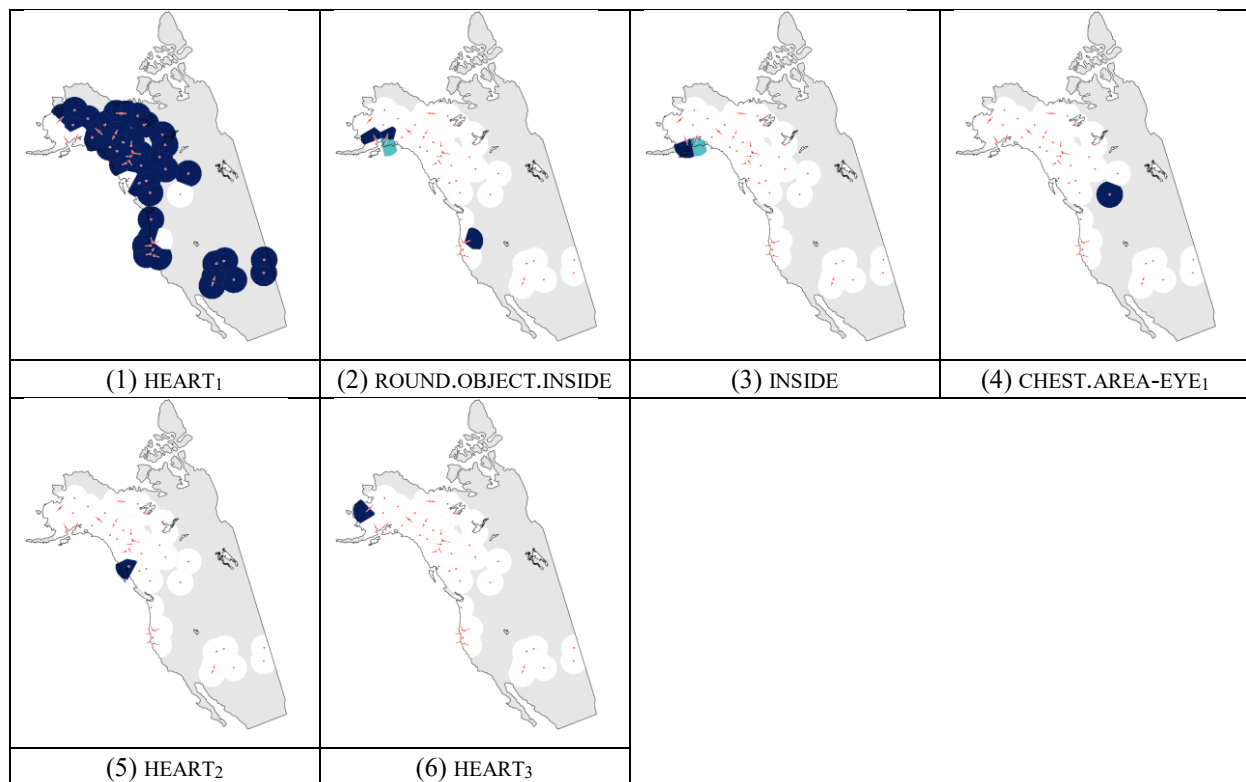 (1) HEART₁
(2) ROUND.OBJECT.INSIDE
(3) INSIDE
(4) CHEST.AREA-EYE₁
(5) HEART₂
(6) HEART₃